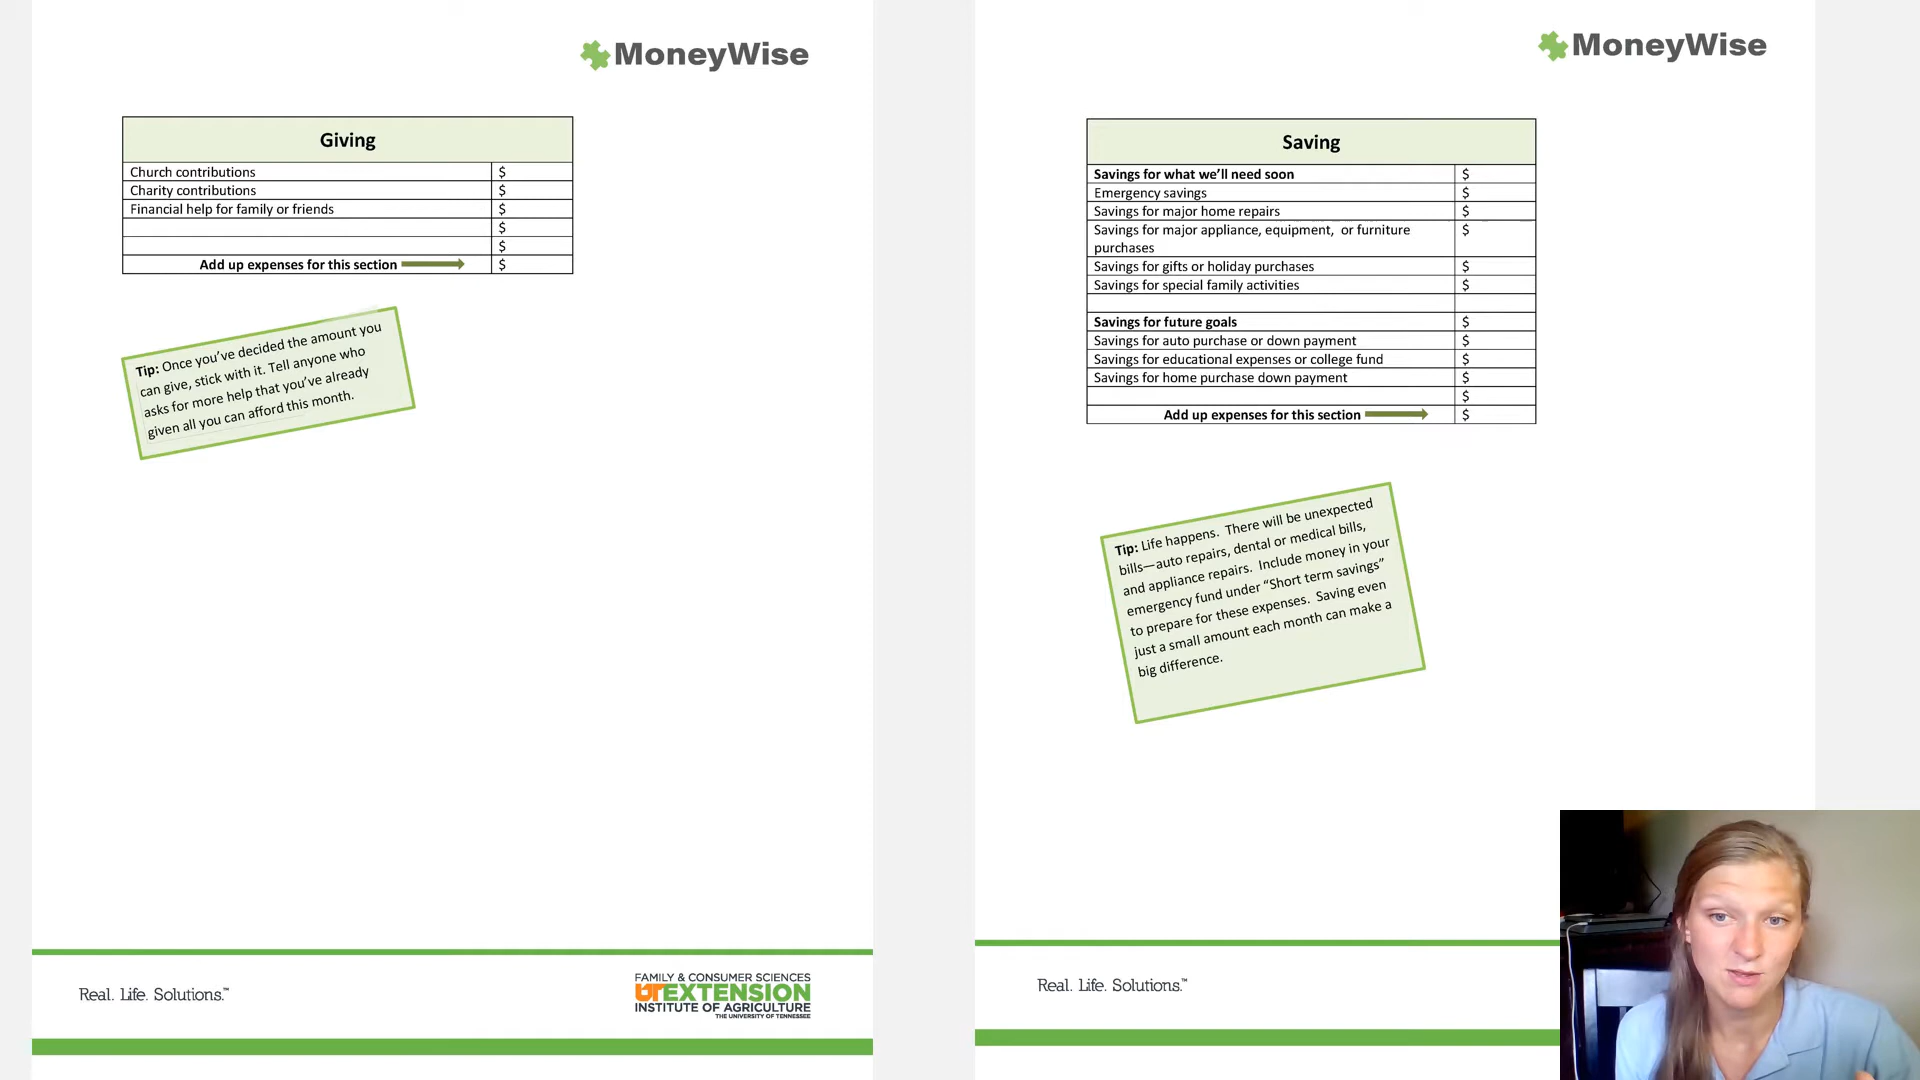 MoneyWise
Giving
Church contributions $
Charity contributions $
Financial help for family or friends $
$
$
Add up expenses for this section $
Tip: Once you’ve decided the amount you
can give, stick with it. Tell anyone who
asks for more help that you’ve already
given all you can afford this month.
Real. Life. Solutions.™
FAMILY & CONSUMER SCIENCES
UT EXTENSION
INSTITUTE OF AGRICULTURE
THE UNIVERSITY OF TENNESSEE
MoneyWise
Saving
Savings for what we’ll need soon $
Emergency savings $
Savings for major home repairs $
Savings for major appliance, equipment, or furniture $
purchases
Savings for gifts or holiday purchases $
Savings for special family activities $
Savings for future goals $
Savings for auto purchase or down payment $
Savings for educational expenses or college fund $
Savings for home purchase down payment $
$
Add up expenses for this section $
Tip: Life happens. There will be unexpected
bills—auto repairs, dental or medical bills,
and appliance repairs. Include money in your
emergency fund under “Short term savings”
to prepare for these expenses. Saving even
just a small amount each month can make a
big difference.
Real. Life. Solutions.™